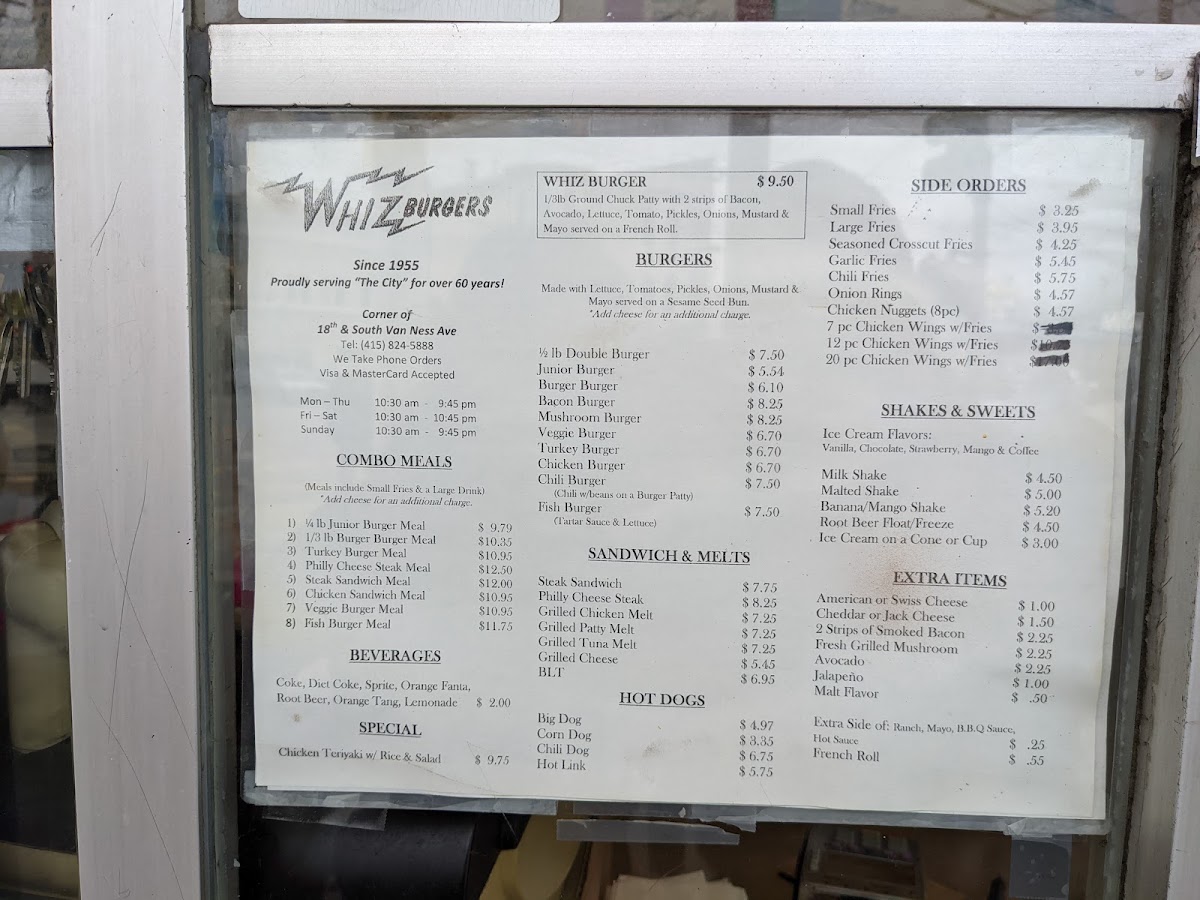 WHIZ BURGERS
Since 1955
Proudly serving "The City" for over 60 years!
Corner of
18th & South Van Ness Ave
Tel: (415) 824-5888
We Take Phone Orders
Visa & MasterCard Accepted
Mon – Thu 10:30 am - 9:45 pm
Fri – Sat 10:30 am - 10:45 pm
Sunday 10:30 am - 9:45 pm
COMBO MEALS
(Meals include Small Fries & a Large Drink)
*Add cheese for an additional charge.
1) ¼ lb Junior Burger Meal $ 9.79
2) 1/3 lb Burger Burger Meal $10.35
3) Turkey Burger Meal $10.95
4) Philly Cheese Steak Meal $12.50
5) Steak Sandwich Meal $12.00
6) Chicken Sandwich Meal $10.95
7) Veggie Burger Meal $10.95
8) Fish Burger Meal $11.75
BEVERAGES
Coke, Diet Coke, Sprite, Orange Fanta,
Root Beer, Orange Tang, Lemonade $ 2.00
SPECIAL
Chicken Teriyaki w/ Rice & Salad $ 9.75
WHIZ BURGER $ 9.50
1/3lb Ground Chuck Patty with 2 strips of Bacon,
Avocado, Lettuce, Tomato, Pickles, Onions, Mustard &
Mayo served on a French Roll.
BURGERS
Made with Lettuce, Tomatoes, Pickles, Onions, Mustard &
Mayo served on a Sesame Seed Bun.
*Add cheese for an additional charge.
½ lb Double Burger $ 7.50
Junior Burger $ 5.54
Burger Burger $ 6.10
Bacon Burger $ 8.25
Mushroom Burger $ 8.25
Veggie Burger $ 6.70
Turkey Burger $ 6.70
Chicken Burger $ 6.70
Chili Burger $ 7.50
(Chili w/beans on a Burger Patty)
Fish Burger $ 7.50
(Tartar Sauce & Lettuce)
SANDWICH & MELTS
Steak Sandwich $ 7.75
Philly Cheese Steak $ 8.25
Grilled Chicken Melt $ 7.25
Grilled Patty Melt $ 7.25
Grilled Tuna Melt $ 7.25
Grilled Cheese $ 5.45
BLT $ 6.95
HOT DOGS
Big Dog $ 4.97
Corn Dog $ 3.35
Chili Dog $ 6.75
Hot Link $ 5.75
SIDE ORDERS
Small Fries $ 3.25
Large Fries $ 3.95
Seasoned Crosscut Fries $ 4.25
Garlic Fries $ 5.45
Chili Fries $ 5.75
Onion Rings $ 4.57
Chicken Nuggets (8pc) $ 4.57
7 pc Chicken Wings w/Fries $
12 pc Chicken Wings w/Fries
20 pc Chicken Wings w/Fries
SHAKES & SWEETS
Ice Cream Flavors:
Vanilla, Chocolate, Strawberry, Mango & Coffee
Milk Shake $ 4.50
Malted Shake $ 5.00
Banana/Mango Shake $ 5.20
Root Beer Float/Freeze $ 4.50
Ice Cream on a Cone or Cup $ 3.00
EXTRA ITEMS
American or Swiss Cheese $ 1.00
Cheddar or Jack Cheese $ 1.50
2 Strips of Smoked Bacon $ 2.25
Fresh Grilled Mushroom $ 2.25
Avocado $ 2.25
Jalapeño $ 1.00
Malt Flavor $ .50
Extra Side of: Ranch, Mayo, B.B.Q Sauce,
Hot Sauce $ .25
French Roll $ .55